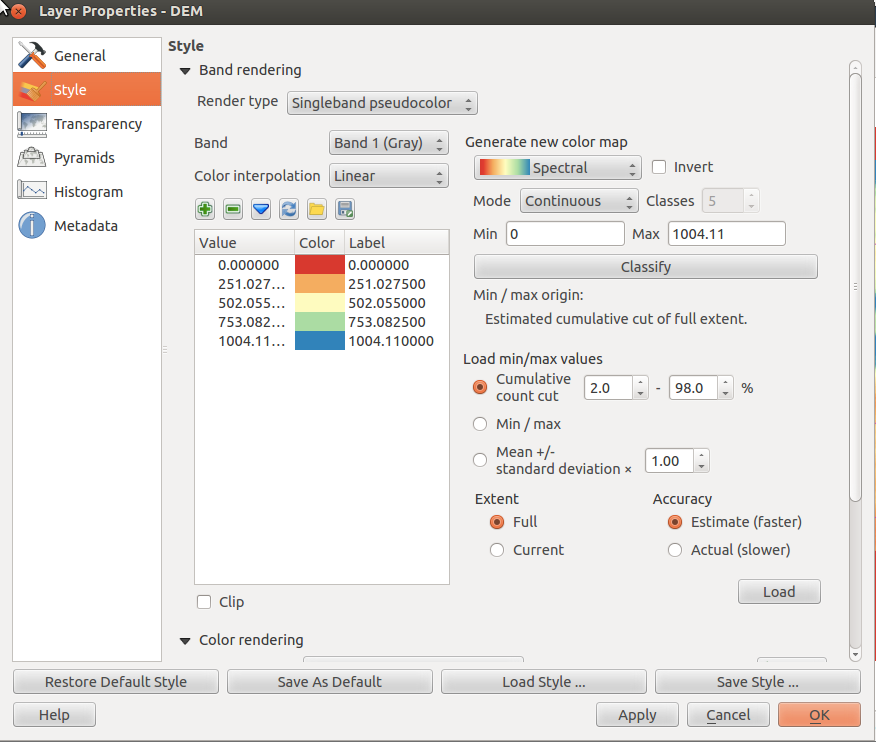 Layer Properties - DEM
General
Style
Transparency
Pyramids
Histogram
Metadata
Style
Band rendering
Render type Singleband pseudocolor
Band Band 1 (Gray)
Color interpolation Linear
Value Color Label
0.000000 0.000000
251.027... 251.027500
502.055... 502.055000
753.082... 753.082500
1004.11... 1004.110000
Clip
Generate new color map
Spectral Invert
Mode Continuous Classes 5
Min 0 Max 1004.11
Classify
Min / max origin:
Estimated cumulative cut of full extent.
Load min/max values
Cumulative
count cut 2.0 - 98.0 %
Min / max
Mean +/-
standard deviation × 1.00
Extent Accuracy
Full Estimate (faster)
Current Actual (slower)
Load
Color rendering
Restore Default Style Save As Default Load Style ... Save Style ...
Help Apply Cancel OK